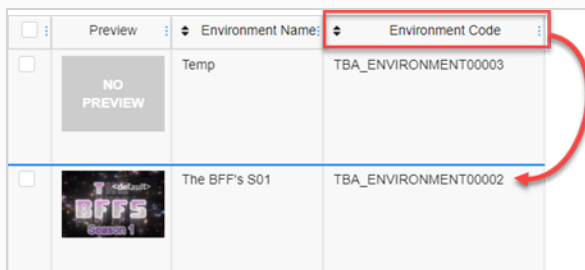 Preview Environment Name Environment Code
NO
PREVIEW
Temp TBA_ENVIRONMENT00003
The BFF's S01 TBA_ENVIRONMENT00002
T <default>
BFFS
Season 1